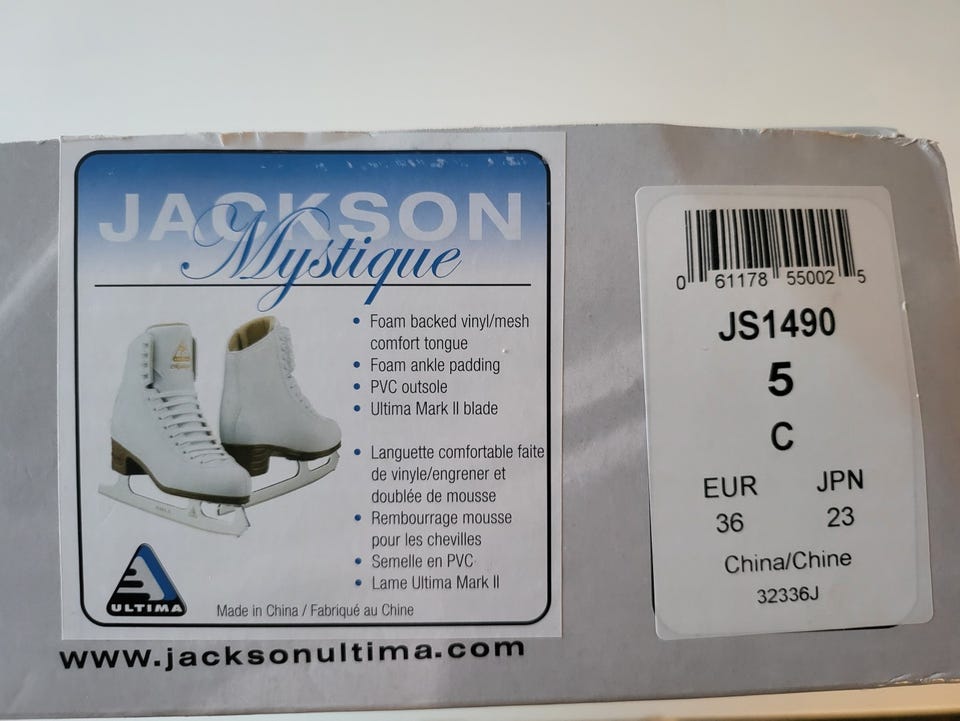 JACKSON
Mystique
• Foam backed vinyl/mesh
comfort tongue
• Foam ankle padding
• PVC outsole
• Ultima Mark II blade
• Languette comfortable faite
de vinyle/engrener et
doublée de mousse
• Rembourrage mousse
pour les chevilles
• Semelle en PVC
• Lame Ultima Mark II
ULTIMA
Made in China / Fabriqué au Chine
www.jacksonultima.com
0 61178 55002 5
JS1490
5
C
EUR JPN
36 23
China/Chine
32336J